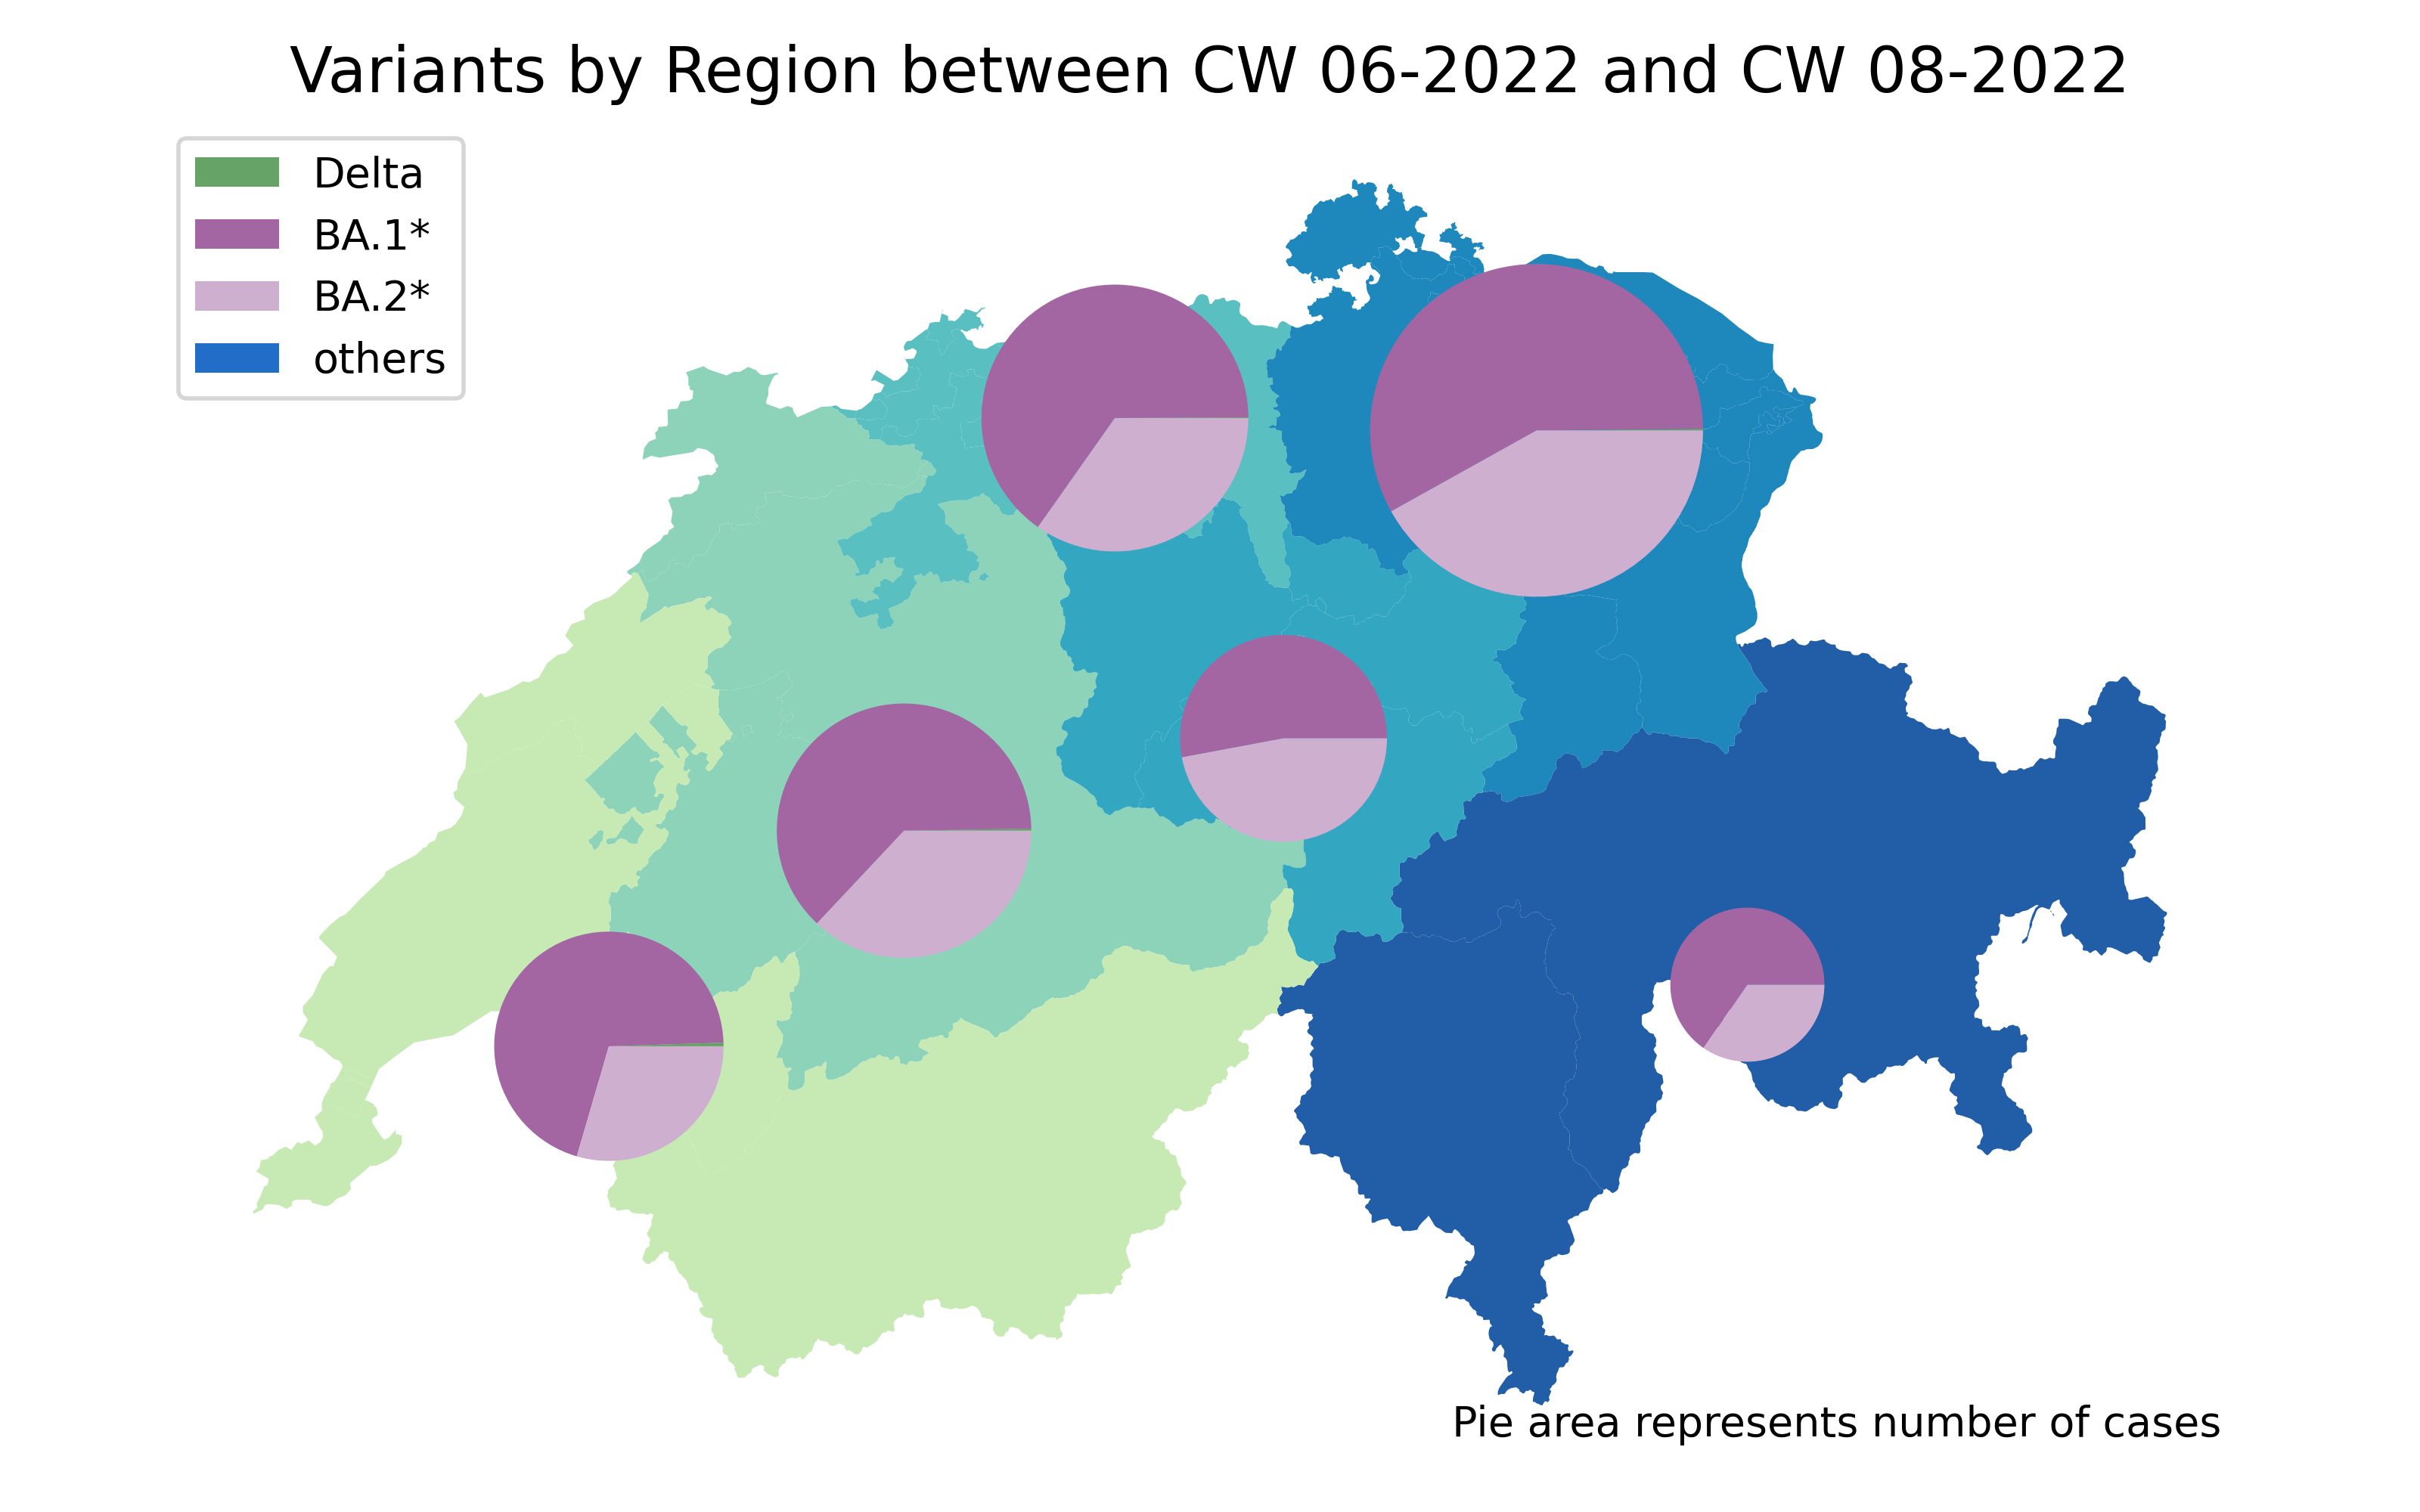 Variants by Region between CW 06-2022 and CW 08-2022
Delta
BA.1*
BA.2*
others
Pie area represents number of cases